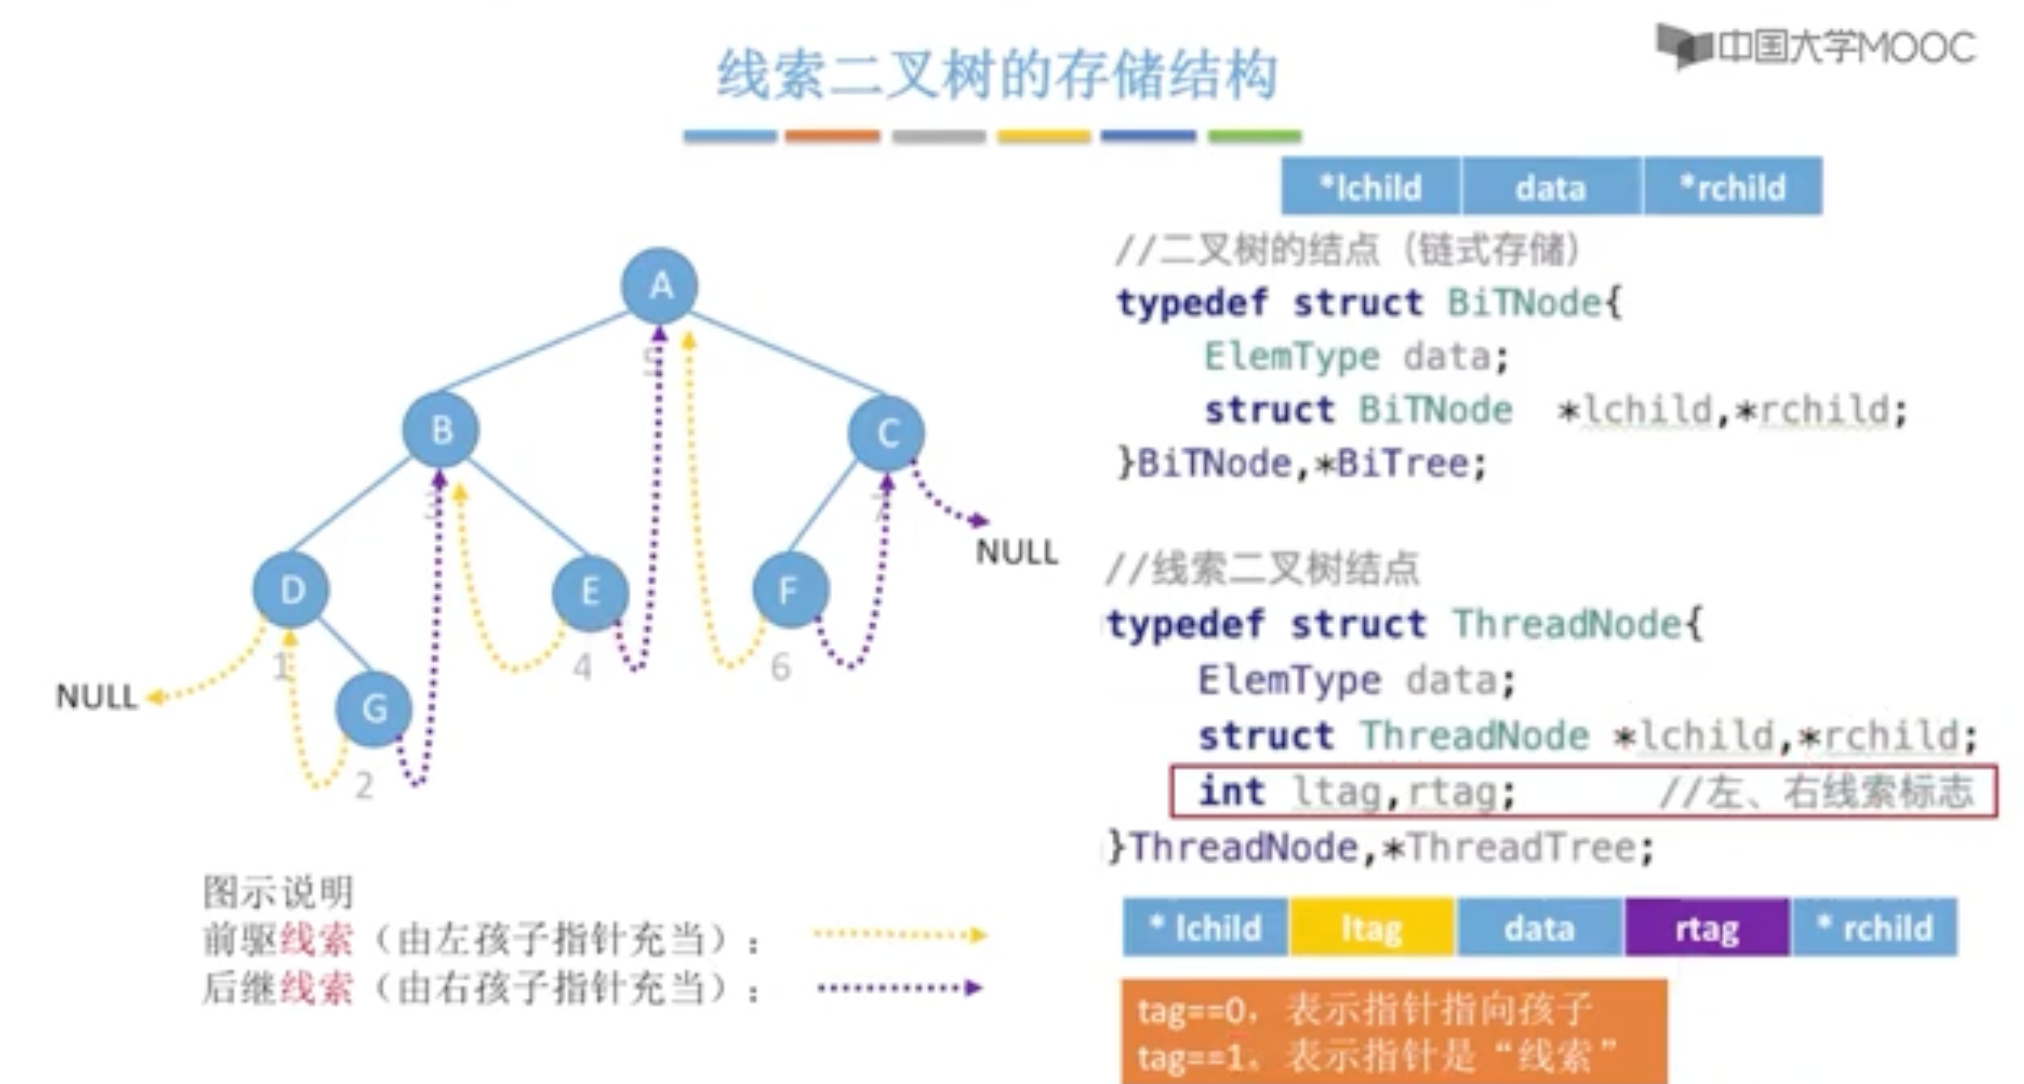 中国大学MOOC
线索二叉树的存储结构
*lchild data *rchild
//二叉树的结点（链式存储）
typedef struct BiTNode{
ElemType data;
struct BiTNode *lchild,*rchild;
}BiTNode,*BiTree;
//线索二叉树结点
typedef struct ThreadNode{
ElemType data;
struct ThreadNode *lchild,*rchild;
int ltag,rtag; //左、右线索标志
}ThreadNode,*ThreadTree;
* lchild ltag data rtag * rchild
tag==0，表示指针指向孩子
tag==1，表示指针是“线索”
A
5
B
C
3
7
NULL
D
E
F
1
4
6
NULL
G
2
图示说明
前驱线索（由左孩子指针充当）：
后继线索（由右孩子指针充当）：